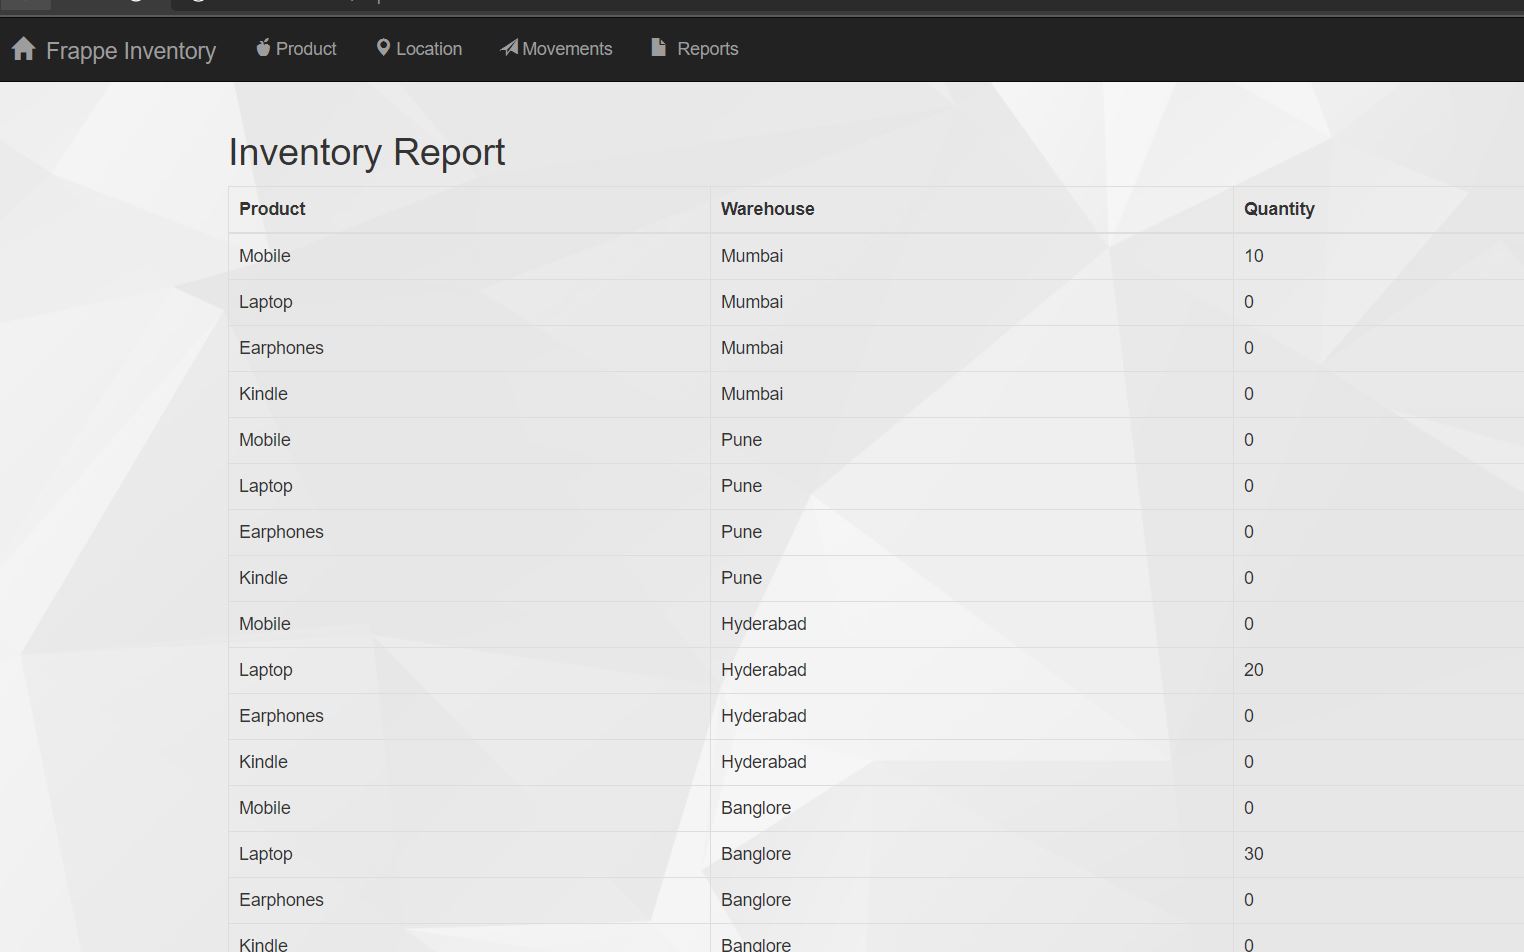 Frappe Inventory Product Location Movements Reports
Inventory Report
Product Warehouse Quantity
Mobile Mumbai 10
Laptop Mumbai 0
Earphones Mumbai 0
Kindle Mumbai 0
Mobile Pune 0
Laptop Pune 0
Earphones Pune 0
Kindle Pune 0
Mobile Hyderabad 0
Laptop Hyderabad 20
Earphones Hyderabad 0
Kindle Hyderabad 0
Mobile Banglore 0
Laptop Banglore 30
Earphones Banglore 0
Kindle Banglore 0